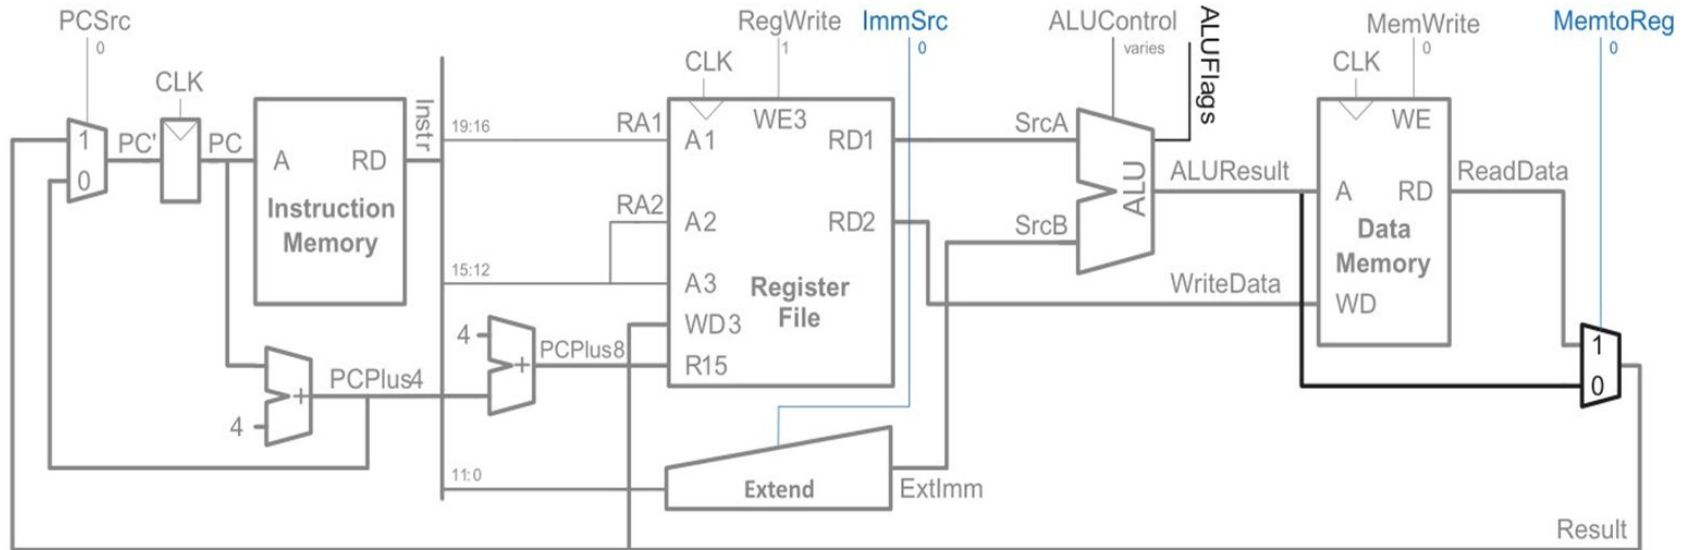 PCSrc
0
CLK
RegWrite
1
ImmSrc
0
CLK
ALUControl
varies
ALUFlags
MemWrite
0
CLK
MemtoReg
0
1
0
PC'
PC
A
RD
Instruction
Memory
Instr
19:16
RA1
A1
WE3
RD1
RA2
A2
RD2
15:12
A3
WD3
R15
Register
File
SrcA
SrcB
ALU
ALUResult
WriteData
WE
A
RD
Data
Memory
WD
ReadData
1
0
4
+
PCPlus4
4
+
PCPlus8
11:0
Extend
ExtImm
Result